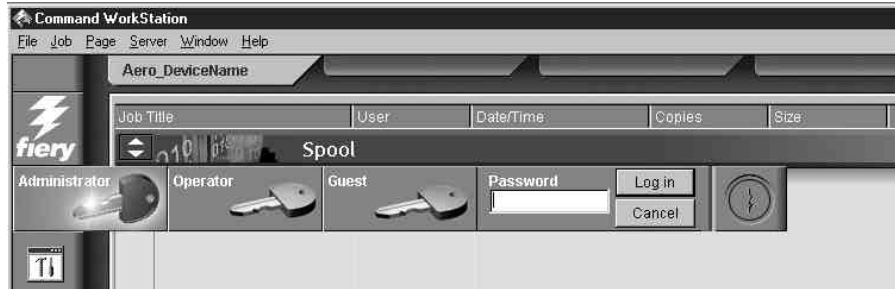 Command WorkStation
File Job Page Server Window Help
Aero_DeviceName
Job Title User Date/Time Copies Size
fiery
Spool
Administrator Operator Guest Password Log in
Cancel